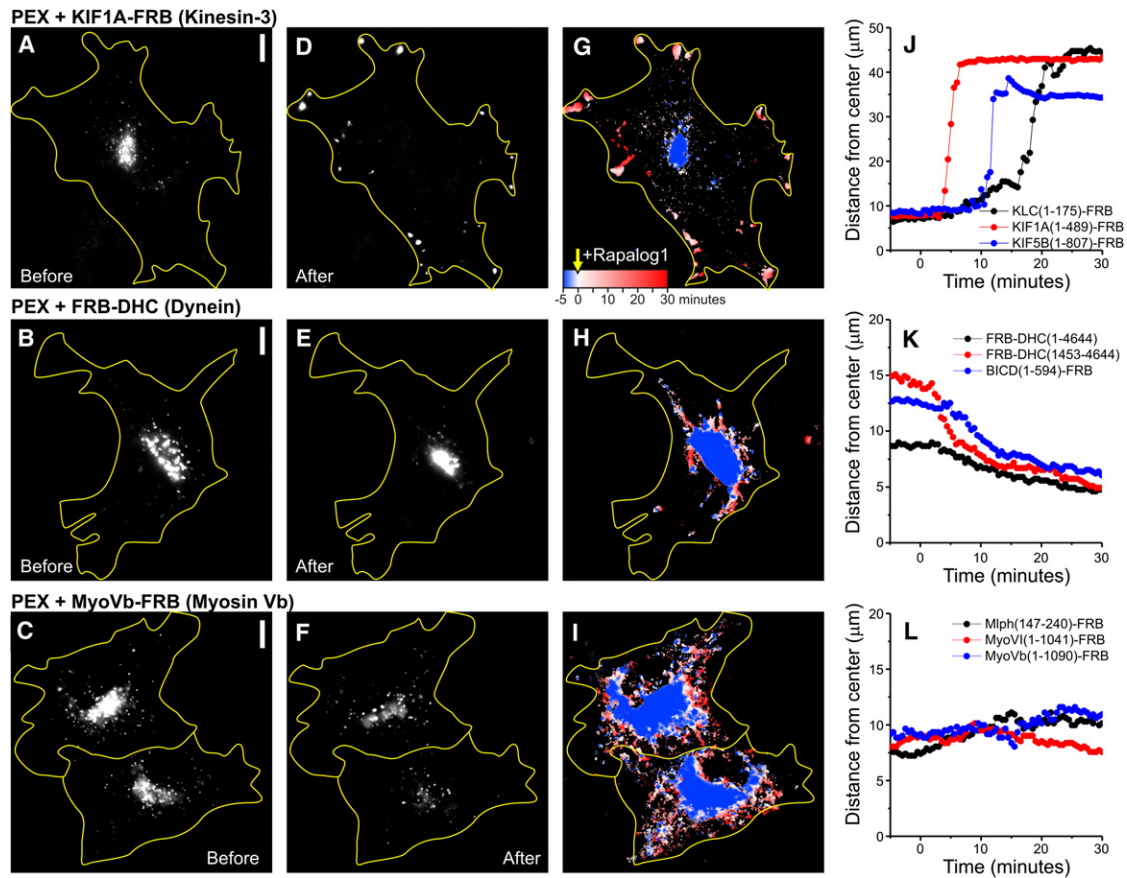 PEX + KIF1A-FRB (Kinesin-3)
A
Before
D
After
G
+Rapalog1
-5 0 10 20 30 minutes
J
Distance from center (μm)
50
40
30
20
10
0
KLC(1-175)-FRB
KIF1A(1-489)-FRB
KIF5B(1-807)-FRB
0 10 20 30
Time (minutes)
PEX + FRB-DHC (Dynein)
B
Before
E
After
H
K
Distance from center (μm)
20
15
10
5
0
FRB-DHC(1-4644)
FRB-DHC(1453-4644)
BICD(1-594)-FRB
0 10 20 30
Time (minutes)
PEX + MyoVb-FRB (Myosin Vb)
C
Before
F
After
I
L
Distance from center (μm)
20
15
10
5
0
Mlph(147-240)-FRB
MyoVI(1-1041)-FRB
MyoVb(1-1090)-FRB
0 10 20 30
Time (minutes)